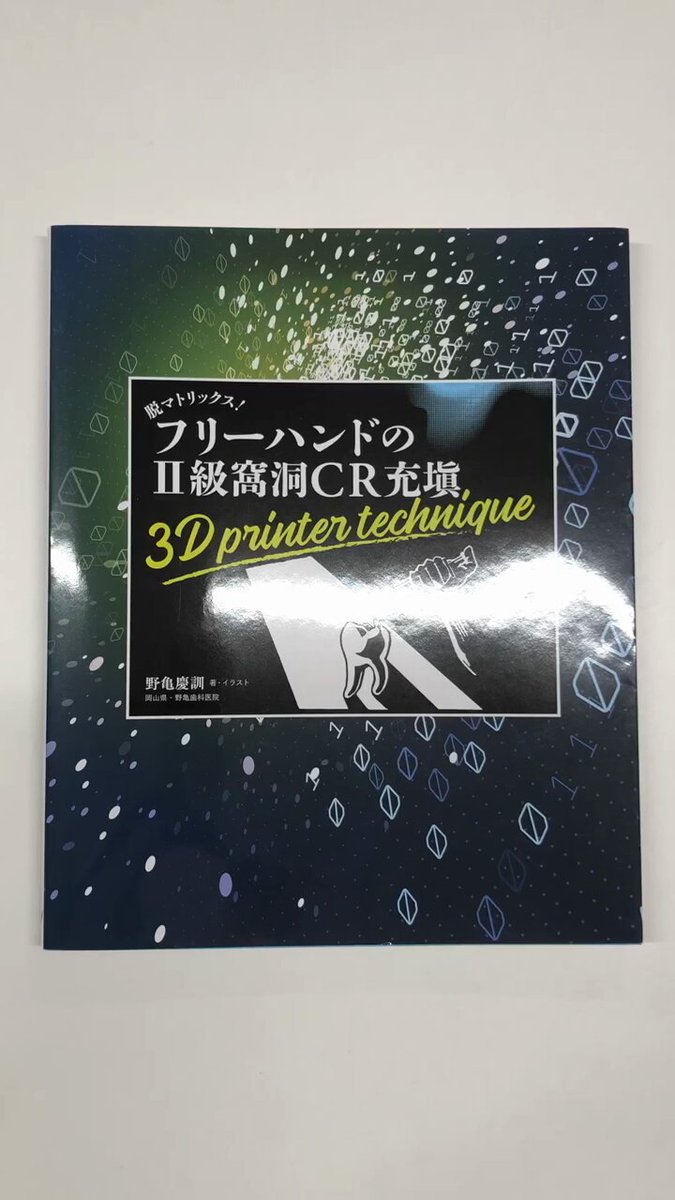 脱マトリックス!
フリーハンドの
Ⅱ級窩洞CR充塡
3D printer technique
野亀慶訓 著・イラスト
岡山県・野亀歯科医院